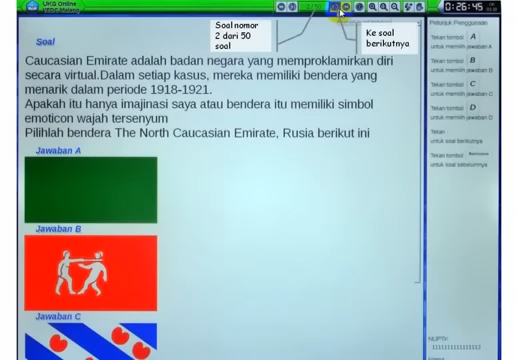 UKG Online
VEDC Malang
2 / 50
0:26:45
Soal nomor
2 dari 50
soal
Ke soal
berikutnya
Soal
Caucasian Emirate adalah badan negara yang memproklamirkan diri
secara virtual.Dalam setiap kasus, mereka memiliki bendera yang
menarik dalam periode 1918-1921.
Apakah itu hanya imajinasi saya atau bendera itu memiliki simbol
emoticon wajah tersenyum
Pilihlah bendera The North Caucasian Emirate, Rusia berikut ini
Jawaban A
Jawaban B
Jawaban C
Petunjuk Penggunaan
Tekan tombol A
untuk memilih jawaban A
Tekan tombol B
untuk memilih jawaban B
Tekan tombol C
untuk memilih jawaban C
Tekan tombol D
untuk memilih jawaban D
Tekan
untuk soal berikutnya
Tekan tombol
untuk soal sebelumnya
NUPTK